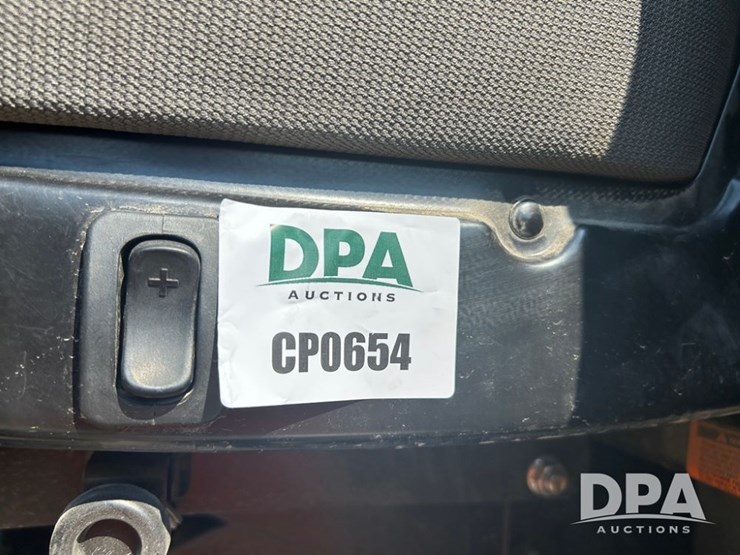 +
DPA
AUCTIONS
CP0654
DPA
AUCTIONS